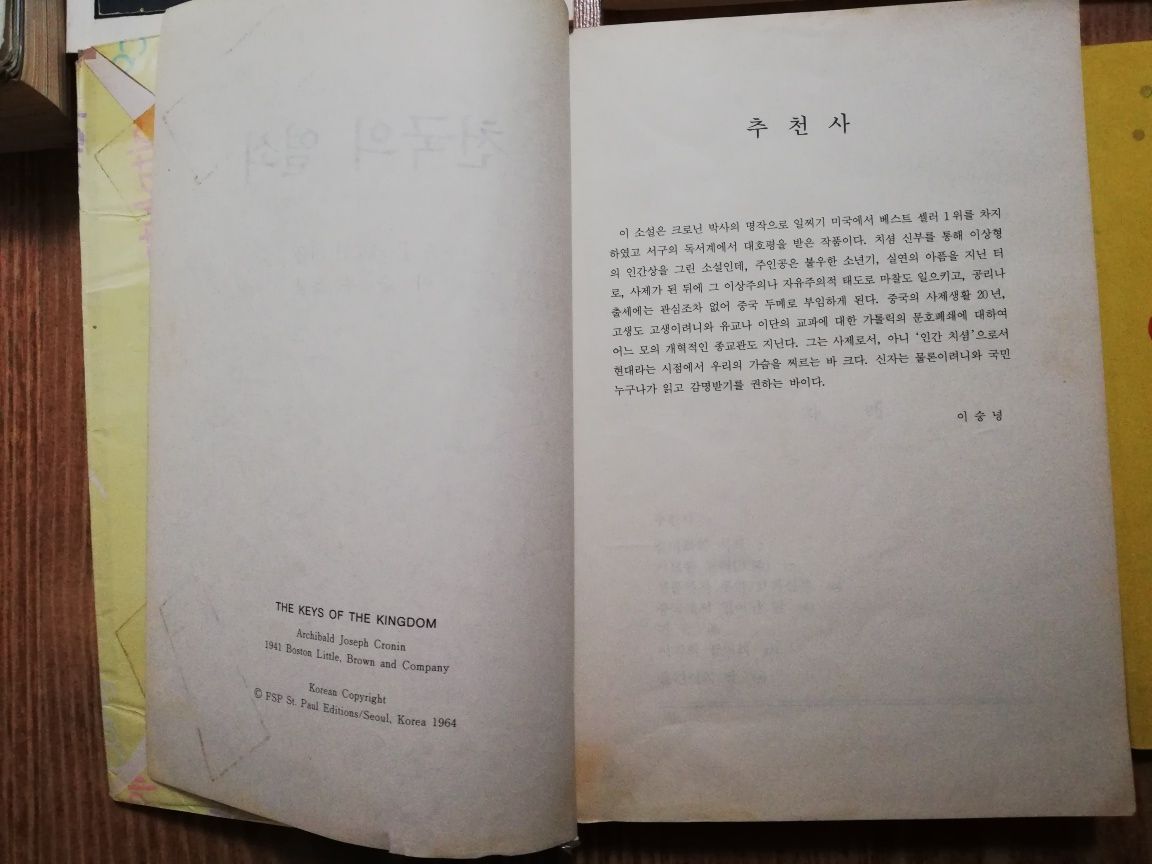 THE KEYS OF THE KINGDOM
Archibald Joseph Cronin
1941 Boston Little, Brown and Company
Korean Copyright
© FSP St. Paul Editions/Seoul, Korea 1964
추 천 사
이 소설은 크로닌 박사의 명작으로 일찌기 미국에서 베스트 셀러 1위를 차지
하였고 서구의 독서계에서 대호평을 받은 작품이다. 치셤 신부를 통해 이상형
의 인간상을 그린 소설인데, 주인공은 불우한 소년기, 실연의 아픔을 지닌 터
로, 사제가 된 뒤에 그 이상주의나 자유주의적 태도로 마찰도 일으키고, 공리나
출세에는 관심조차 없어 중국 두메로 부임하게 된다. 중국의 사제생활 20년,
고생도 고생이려니와 유교나 이단의 교파에 대한 가톨릭의 문호폐쇄에 대하여
어느 모의 개혁적인 종교관도 지닌다. 그는 사제로서, 아니 ‘인간 치셤’으로서
현대라는 시점에서 우리의 가슴을 찌르는 바 크다. 신자는 물론이려니와 국민
누구나가 읽고 감명받기를 권하는 바이다.
이 숭 녕